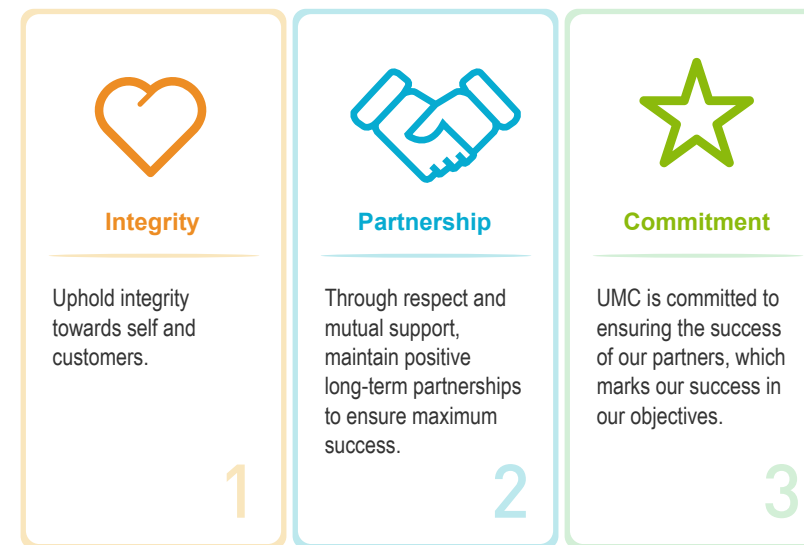 Integrity
Uphold integrity
towards self and
customers.
1
Partnership
Through respect and
mutual support,
maintain positive
long-term partnerships
to ensure maximum
success.
2
Commitment
UMC is committed to
ensuring the success
of our partners, which
marks our success in
our objectives.
3